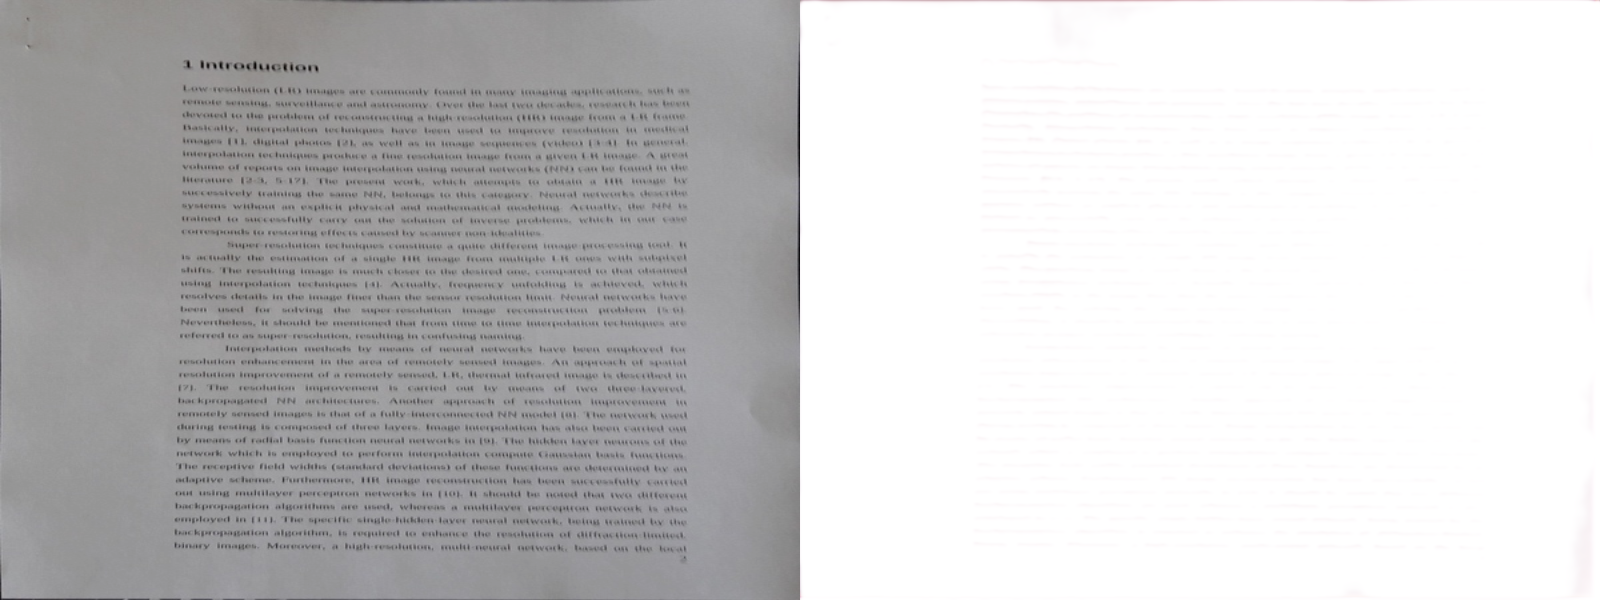 1 Introduction
Low-resolution (LR) images are commonly found in many imaging applications, such as
remote sensing, surveillance and astronomy. Over the last two decades, research has been
devoted to the problem of reconstructing a high-resolution (HR) image from a LR frame.
Basically, interpolation techniques have been used to improve resolution in medical
images [1], digital photos [2], as well as in image sequences (video) [3-4]. In general,
interpolation techniques produce a fine resolution image from a given LR image. A great
volume of reports on image interpolation using neural networks (NN) can be found in the
literature [2-3, 5-17]. The present work, which attempts to obtain a HR image by
successively training the same NN, belongs to this category. Neural networks describe
systems without an explicit physical and mathematical modeling. Actually, the NN is
trained to successfully carry out the solution of inverse problems, which in our case
corresponds to restoring effects caused by scanner non-idealities.
Super-resolution techniques constitute a quite different image-processing tool. It
is actually the estimation of a single HR image from multiple LR ones with subpixel
shifts. The resulting image is much closer to the desired one, compared to that obtained
using interpolation techniques [4]. Actually, frequency unfolding is achieved, which
resolves details in the image finer than the sensor resolution limit. Neural networks have
been used for solving the super-resolution image reconstruction problem [5-6].
Nevertheless, it should be mentioned that from time to time interpolation techniques are
referred to as super-resolution, resulting in confusing naming.
Interpolation methods by means of neural networks have been employed for
resolution enhancement in the area of remotely sensed images. An approach of spatial
resolution improvement of a remotely sensed, LR, thermal infrared image is described in
[7]. The resolution improvement is carried out by means of two three-layered,
backpropagated NN architectures. Another approach of resolution improvement in
remotely sensed images is that of a fully-interconnected NN model [8]. The network used
during testing is composed of three layers. Image interpolation has also been carried out
by means of radial basis function neural networks in [9]. The hidden layer neurons of the
network which is employed to perform interpolation compute Gaussian basis functions.
The receptive field widths (standard deviations) of these functions are determined by an
adaptive scheme. Furthermore, HR image reconstruction has been successfully carried
out using multilayer perceptron networks in [10]. It should be noted that two different
backpropagation algorithms are used, whereas a multilayer perceptron network is also
employed in [11]. The specific single-hidden-layer neural network, being trained by the
backpropagation algorithm, is required to enhance the resolution of diffraction-limited,
binary images. Moreover, a high-resolution, multi-neural network, based on the local
2